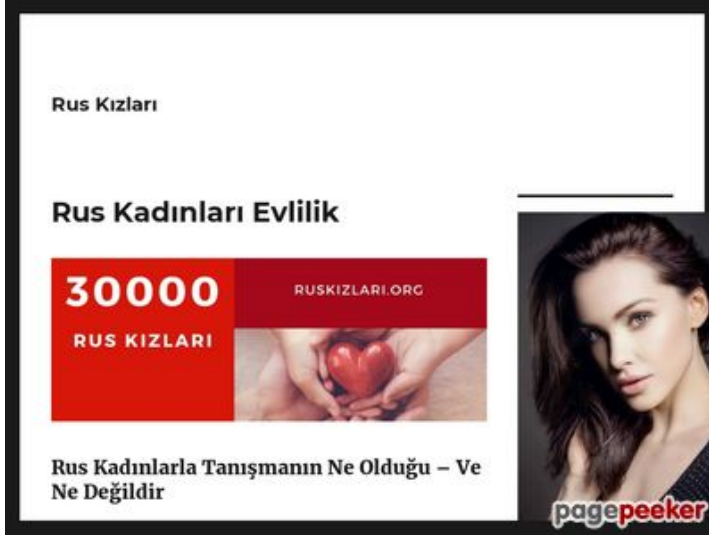 Rus Kızları
Rus Kadınları Evlilik
30000
RUS KIZLARI
RUSKIZLARI.ORG
Rus Kadınlarla Tanışmanın Ne Olduğu – Ve
Ne Değildir
pagepeeker